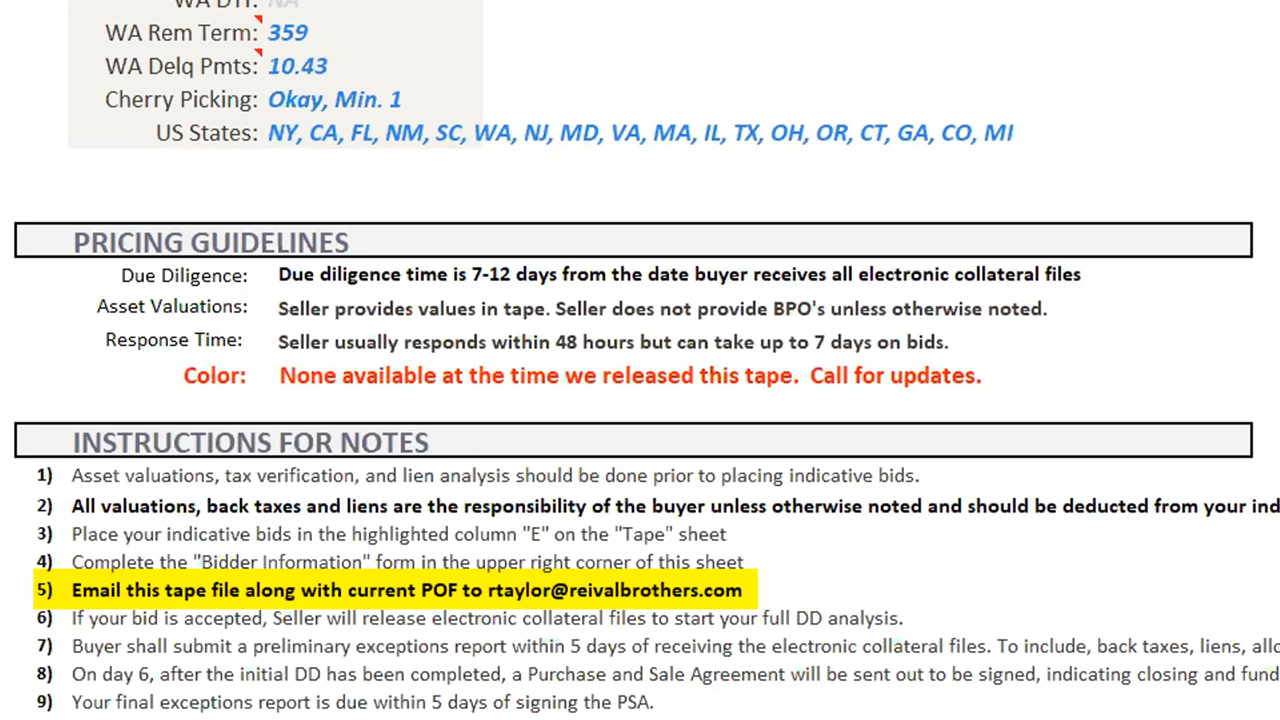 WA DTI: NA
WA Rem Term: 359
WA Delq Pmts: 10.43
Cherry Picking: Okay, Min. 1
US States: NY, CA, FL, NM, SC, WA, NJ, MD, VA, MA, IL, TX, OH, OR, CT, GA, CO, MI
PRICING GUIDELINES
Due Diligence: Due diligence time is 7-12 days from the date buyer receives all electronic collateral files
Asset Valuations: Seller provides values in tape. Seller does not provide BPO's unless otherwise noted.
Response Time: Seller usually responds within 48 hours but can take up to 7 days on bids.
Color: None available at the time we released this tape. Call for updates.
INSTRUCTIONS FOR NOTES
1) Asset valuations, tax verification, and lien analysis should be done prior to placing indicative bids.
2) All valuations, back taxes and liens are the responsibility of the buyer unless otherwise noted and should be deducted from your ind
3) Place your indicative bids in the highlighted column "E" on the "Tape" sheet
4) Complete the "Bidder Information" form in the upper right corner of this sheet
5) Email this tape file along with current POF to rtaylor@reivalbrothers.com
6) If your bid is accepted, Seller will release electronic collateral files to start your full DD analysis.
7) Buyer shall submit a preliminary exceptions report within 5 days of receiving the electronic collateral files. To include, back taxes, liens, allo
8) On day 6, after the initial DD has been completed, a Purchase and Sale Agreement will be sent out to be signed, indicating closing and fund
9) Your final exceptions report is due within 5 days of signing the PSA.